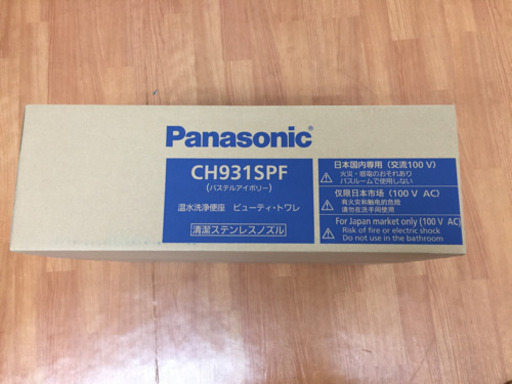 Panasonic®
CH931SPF
(パステルアイボリー)
温水洗浄便座 ビューティ・トワレ
清潔ステンレスノズル
日本国内専用(交流100 V)
火災・感電のおそれあり
バスルームで使用しない
仅限日本市场(100 V AC)
有火灾和触电的危险
请勿在洗手间使用
For Japan market only (100 V AC)
Risk of fire or electric shock
Do not use in the bathroom